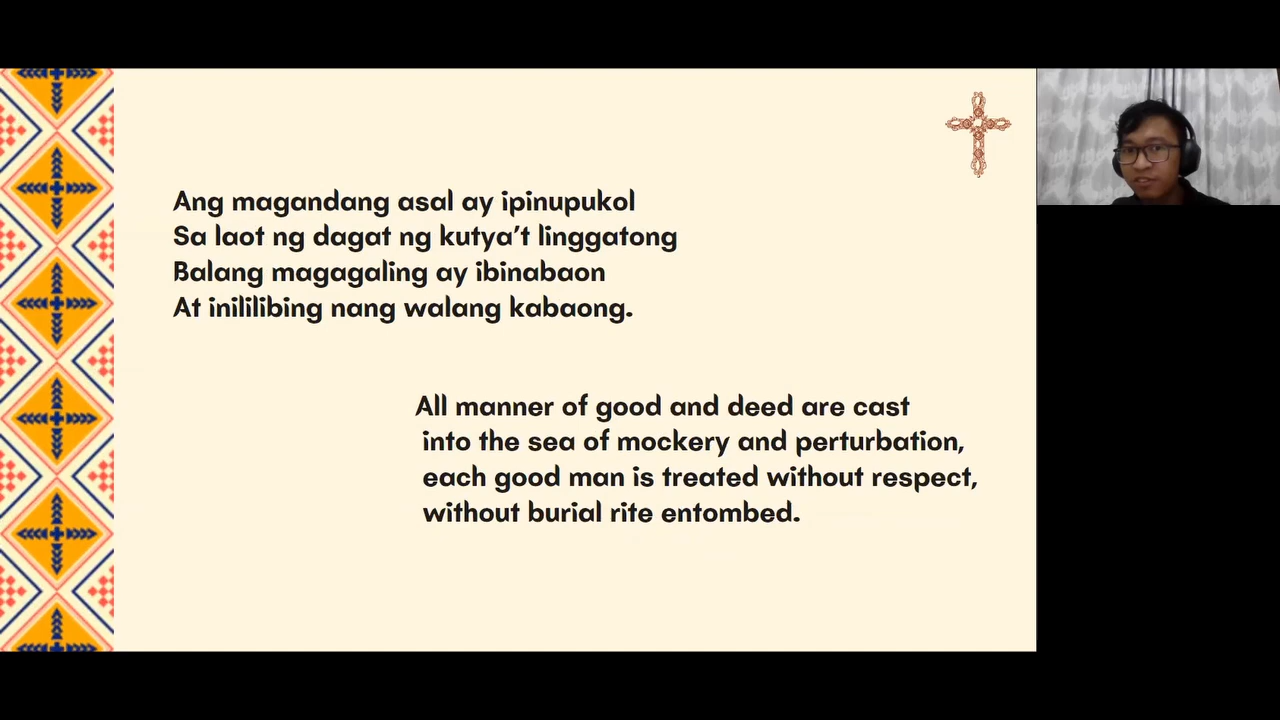 Ang magandang asal ay ipinupukol
Sa laot ng dagat ng kutya't linggatong
Balang magagaling ay ibinabaon
At inililibing nang walang kabaong.
All manner of good and deed are cast
into the sea of mockery and perturbation,
each good man is treated without respect,
without burial rite entombed.